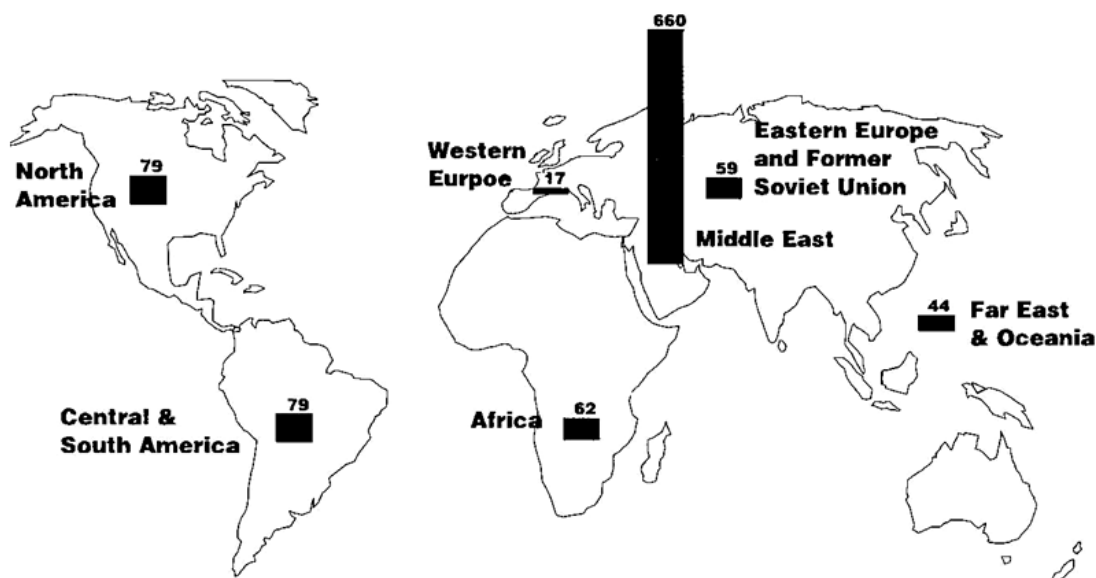 660
North
America
79
Western
Eurpoe
17
59
Eastern Europe
and Former
Soviet Union
Middle East
44
Far East
& Oceania
Central &
South America
79
Africa
62